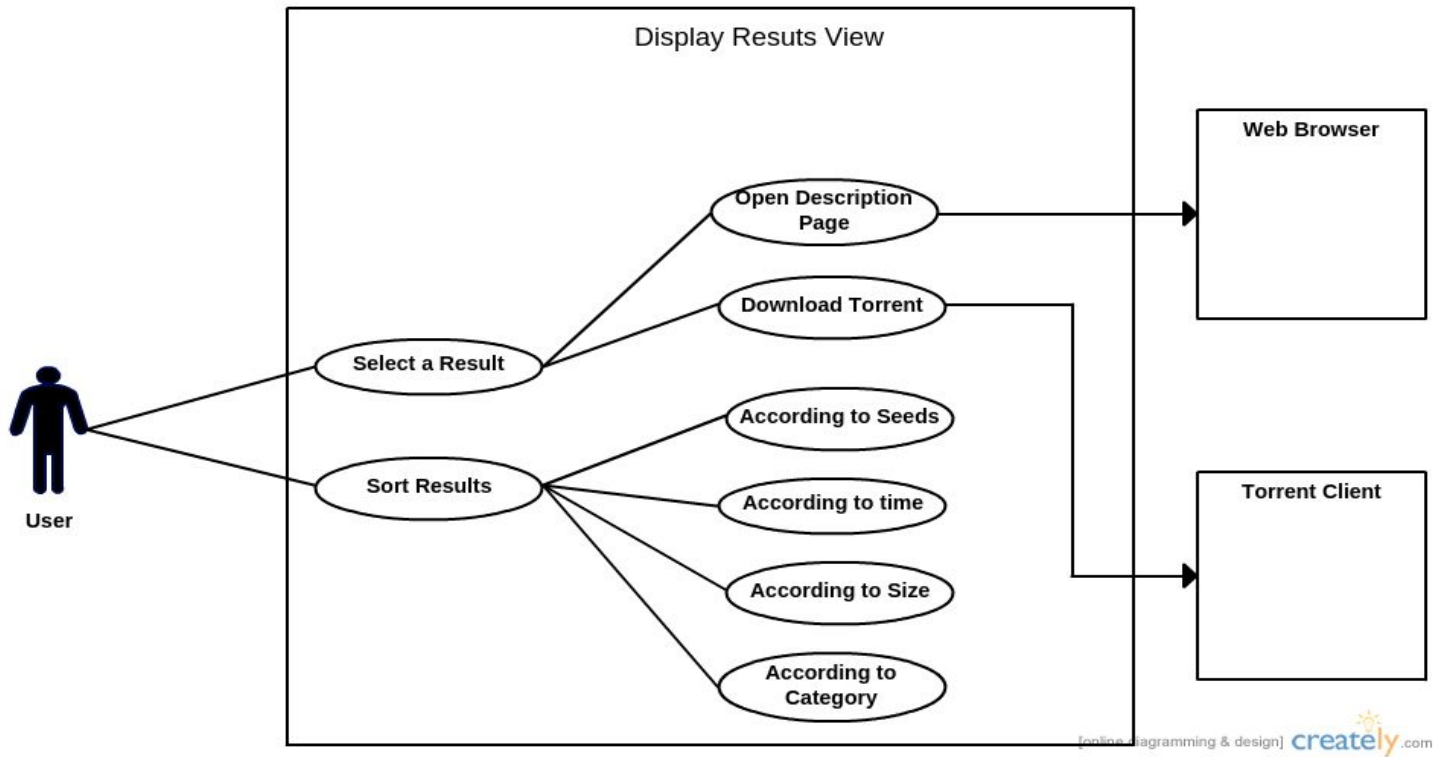 Display Resuts View
Web Browser
Open Description
Page
Download Torrent
Select a Result
According to Seeds
Sort Results
Torrent Client
According to time
User
According to Size
According to
Category
[online diagramming & design] creately.com